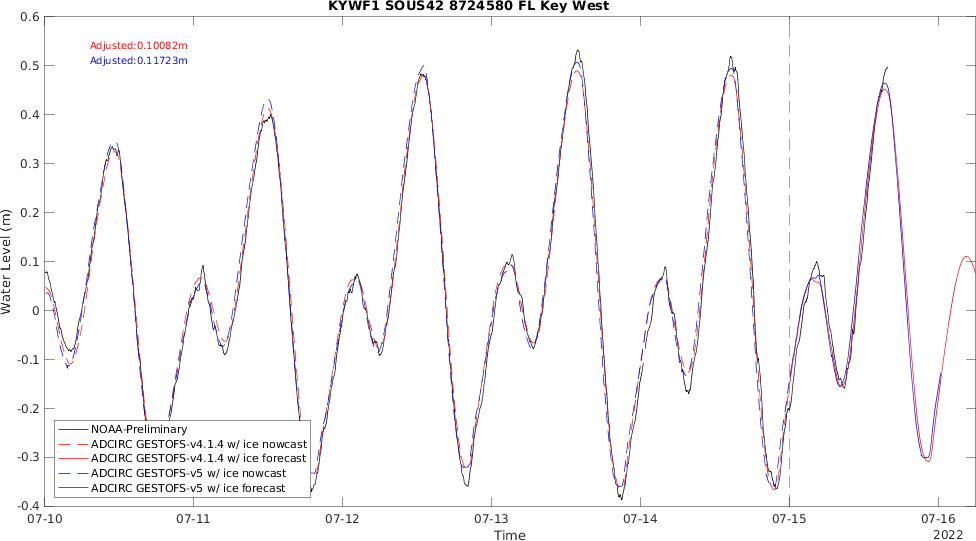 KYWF1 SOUS42 8724580 FL Key West
0.6
Adjusted:0.10082m
Adjusted:0.11723m
0.5
0.4
0.3
0.2
0.1
0
-0.1
-0.2
-0.3
-0.4
Water Level (m)
NOAA-Preliminary
ADCIRC GESTOFS-v4.1.4 w/ ice nowcast
ADCIRC GESTOFS-v4.1.4 w/ ice forecast
ADCIRC GESTOFS-v5 w/ ice nowcast
ADCIRC GESTOFS-v5 w/ ice forecast
07-10 07-11 07-12 07-13 07-14 07-15 07-16
Time
2022